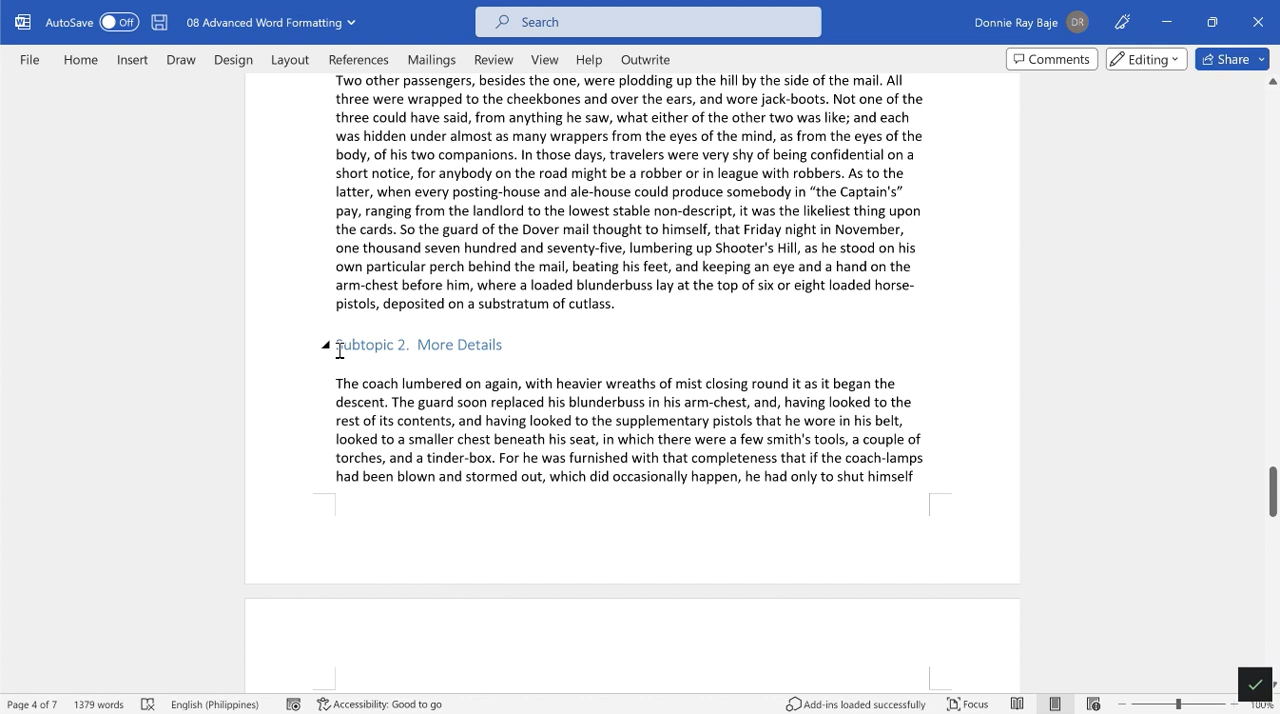 AutoSave Off 08 Advanced Word Formatting Search Donnie Ray Baje DR
File Home Insert Draw Design Layout References Mailings Review View Help Outwrite Comments Editing Share
Two other passengers, besides the one, were plodding up the hill by the side of the mail. All
three were wrapped to the cheekbones and over the ears, and wore jack-boots. Not one of the
three could have said, from anything he saw, what either of the other two was like; and each
was hidden under almost as many wrappers from the eyes of the mind, as from the eyes of the
body, of his two companions. In those days, travelers were very shy of being confidential on a
short notice, for anybody on the road might be a robber or in league with robbers. As to the
latter, when every posting-house and ale-house could produce somebody in “the Captain's”
pay, ranging from the landlord to the lowest stable non-descript, it was the likeliest thing upon
the cards. So the guard of the Dover mail thought to himself, that Friday night in November,
one thousand seven hundred and seventy-five, lumbering up Shooter's Hill, as he stood on his
own particular perch behind the mail, beating his feet, and keeping an eye and a hand on the
arm-chest before him, where a loaded blunderbuss lay at the top of six or eight loaded horse-
pistols, deposited on a substratum of cutlass.
Subtopic 2. More Details
The coach lumbered on again, with heavier wreaths of mist closing round it as it began the
descent. The guard soon replaced his blunderbuss in his arm-chest, and, having looked to the
rest of its contents, and having looked to the supplementary pistols that he wore in his belt,
looked to a smaller chest beneath his seat, in which there were a few smith's tools, a couple of
torches, and a tinder-box. For he was furnished with that completeness that if the coach-lamps
had been blown and stormed out, which did occasionally happen, he had only to shut himself
Page 4 of 7 1379 words English (Philippines) Accessibility: Good to go Add-ins loaded successfully Focus 100%